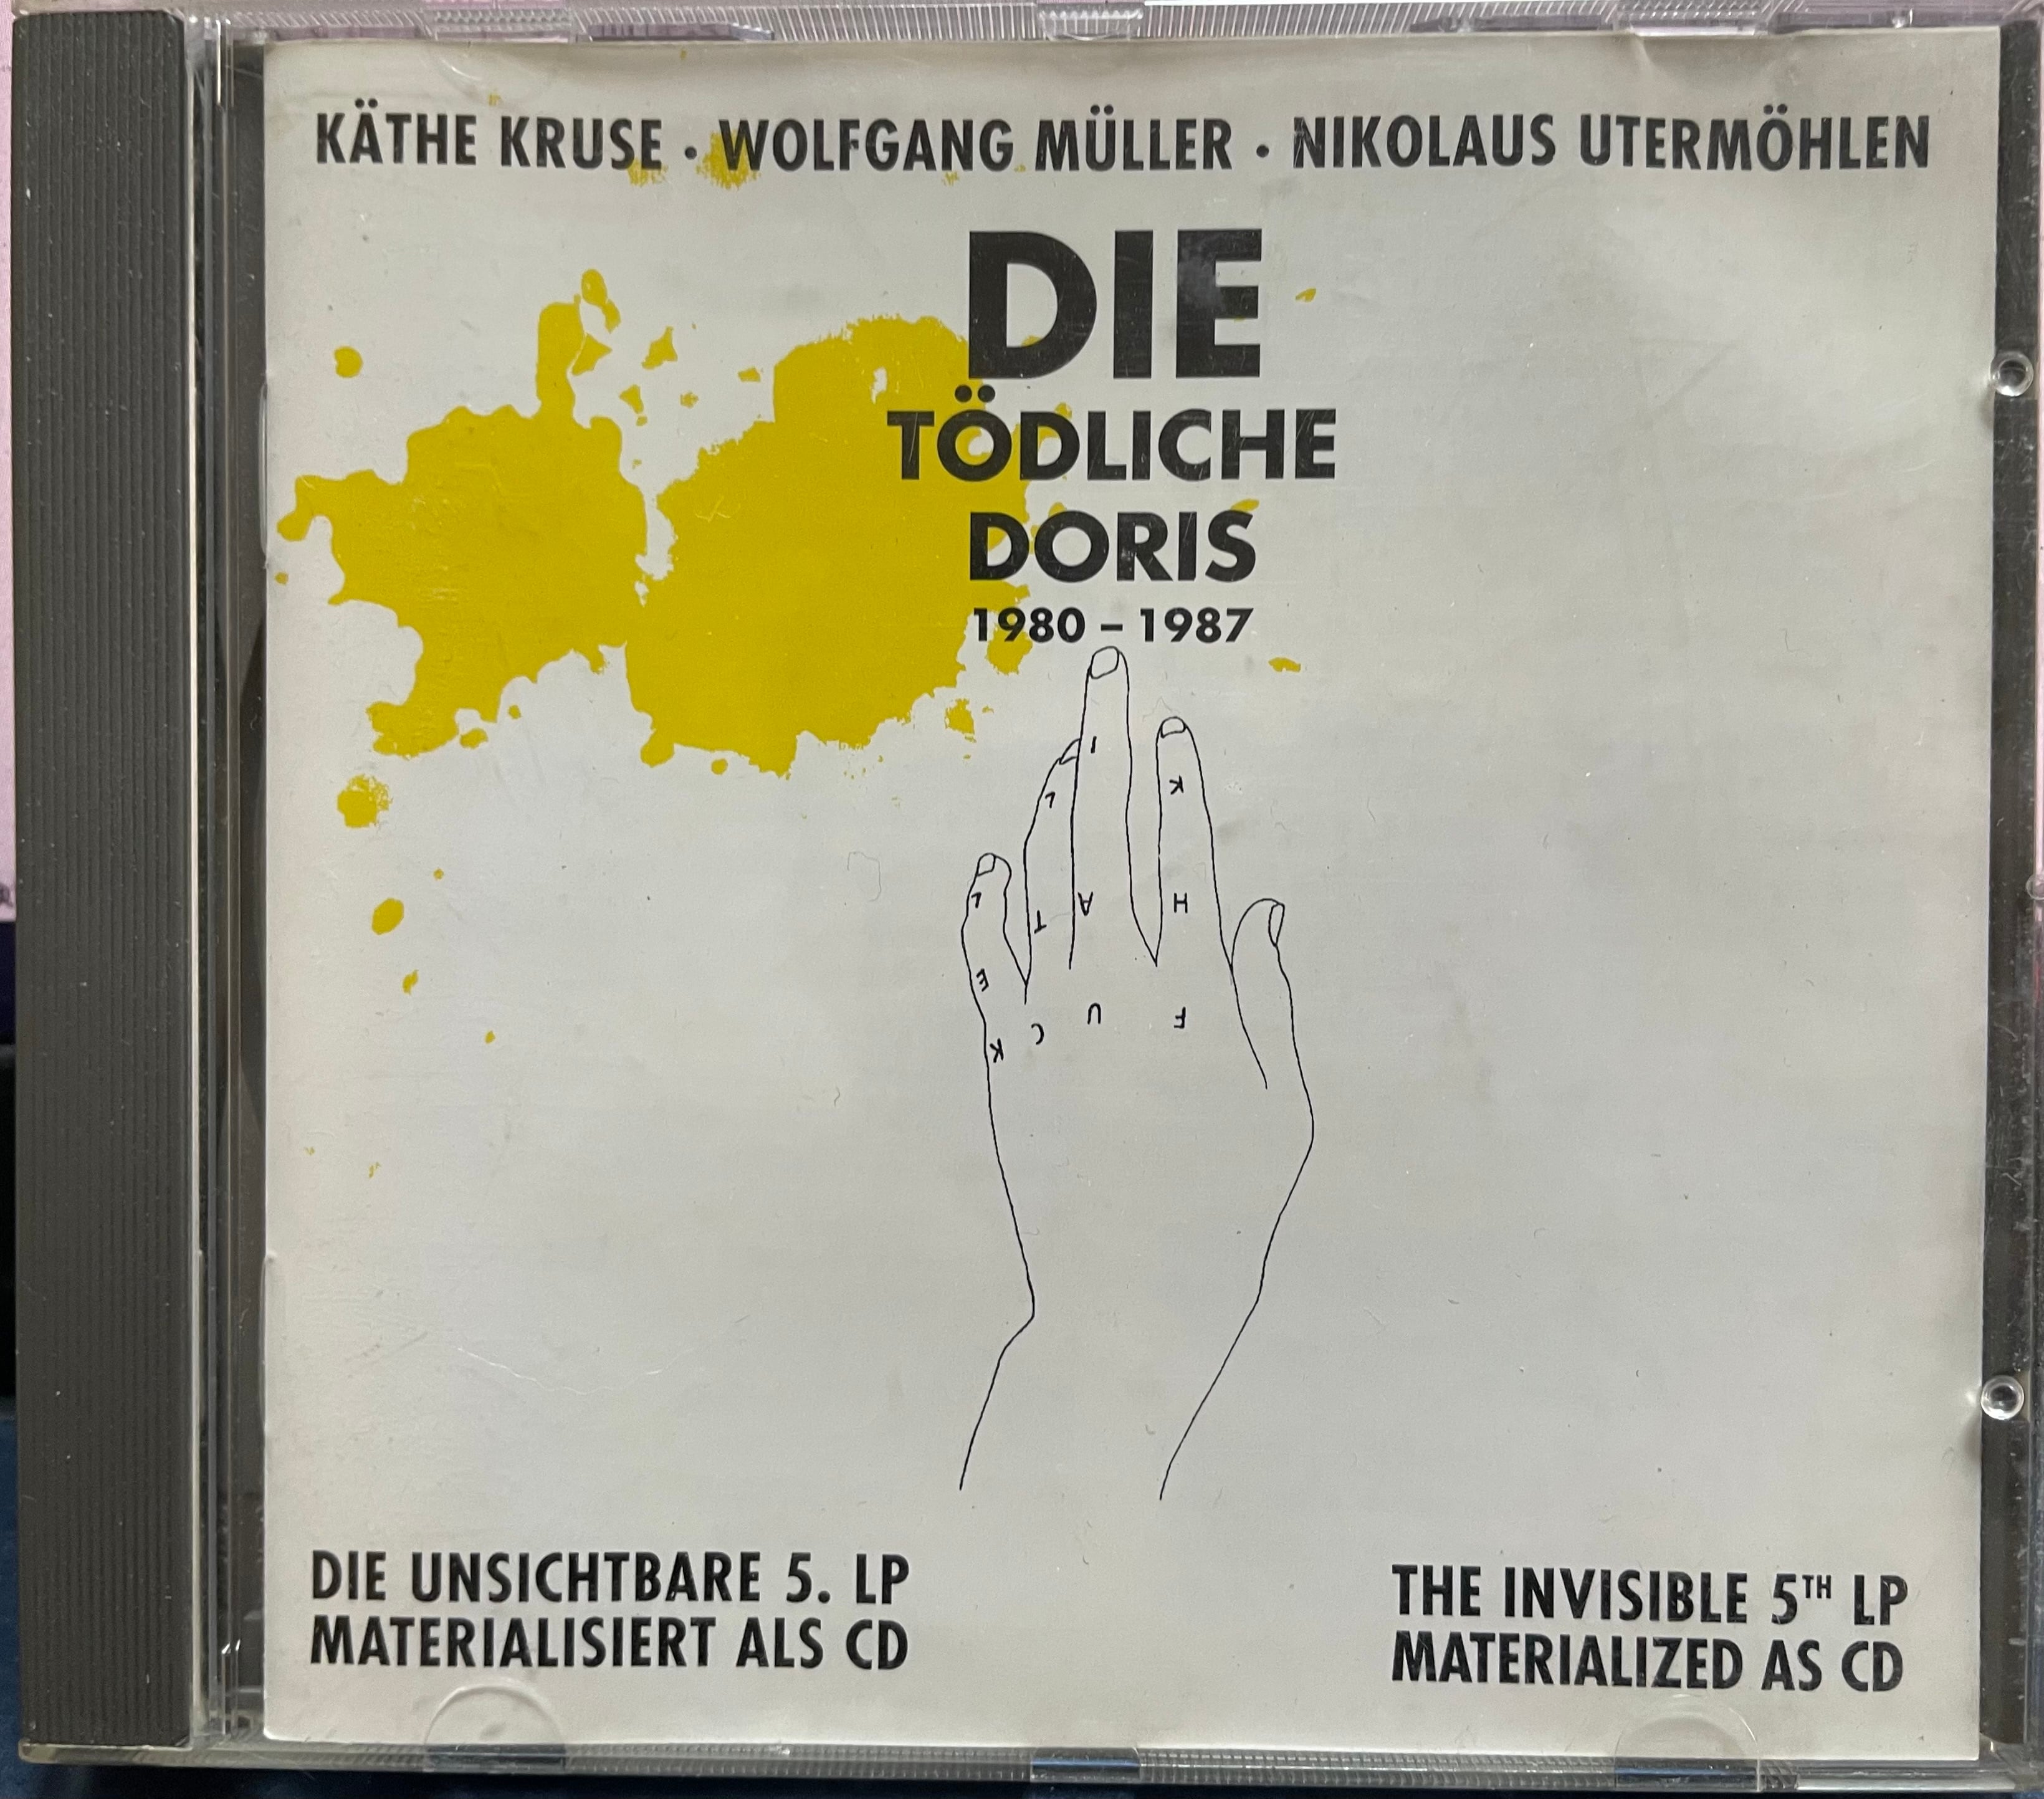 KÄTHE KRUSE · WOLFGANG MÜLLER · NIKOLAUS UTERMÖHLEN
DIE
TÖDLICHE
DORIS
1980 – 1987
F U C K
H A T E
K I L L
DIE UNSICHTBARE 5. LP
MATERIALISIERT ALS CD
THE INVISIBLE 5TH LP
MATERIALIZED AS CD